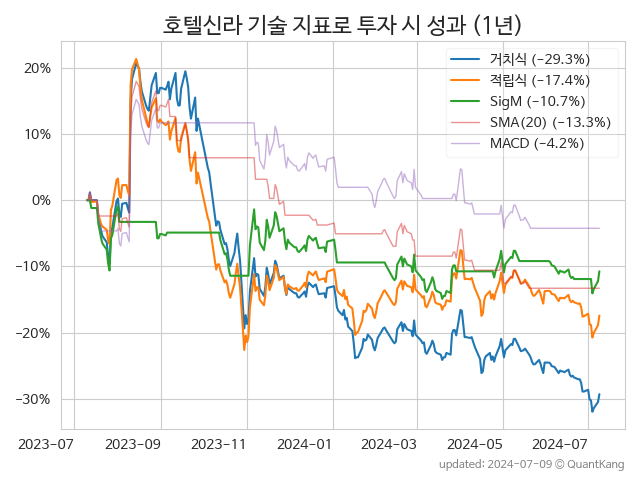 호텔신라 기술 지표로 투자 시 성과 (1년)
거치식 (−29.3%)
적립식 (−17.4%)
SigM (−10.7%)
SMA(20) (−13.3%)
MACD (−4.2%)
20%
10%
0%
−10%
−20%
−30%
2023-07 2023-09 2023-11 2024-01 2024-03 2024-05 2024-07
updated: 2024-07-09 © QuantKang